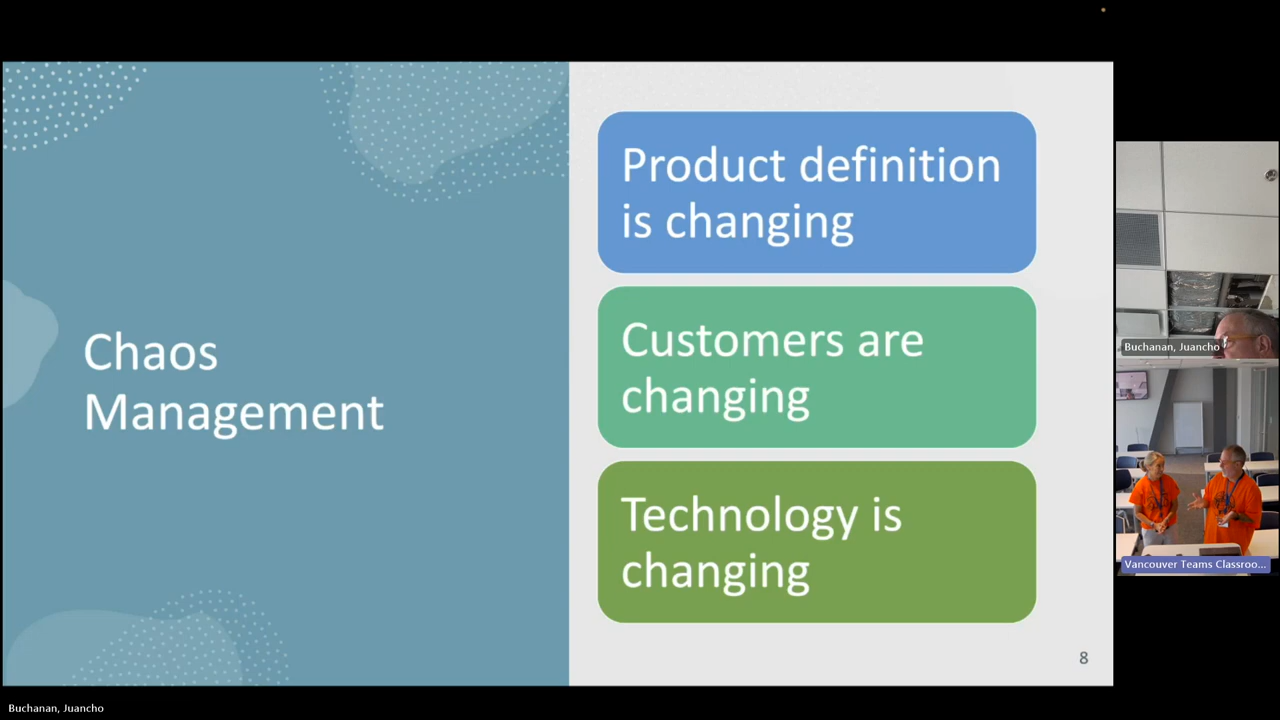 Chaos
Management
Product definition
is changing
Customers are
changing
Technology is
changing
8
Buchanan, Juancho
Vancouver Teams Classroo...
Buchanan, Juancho